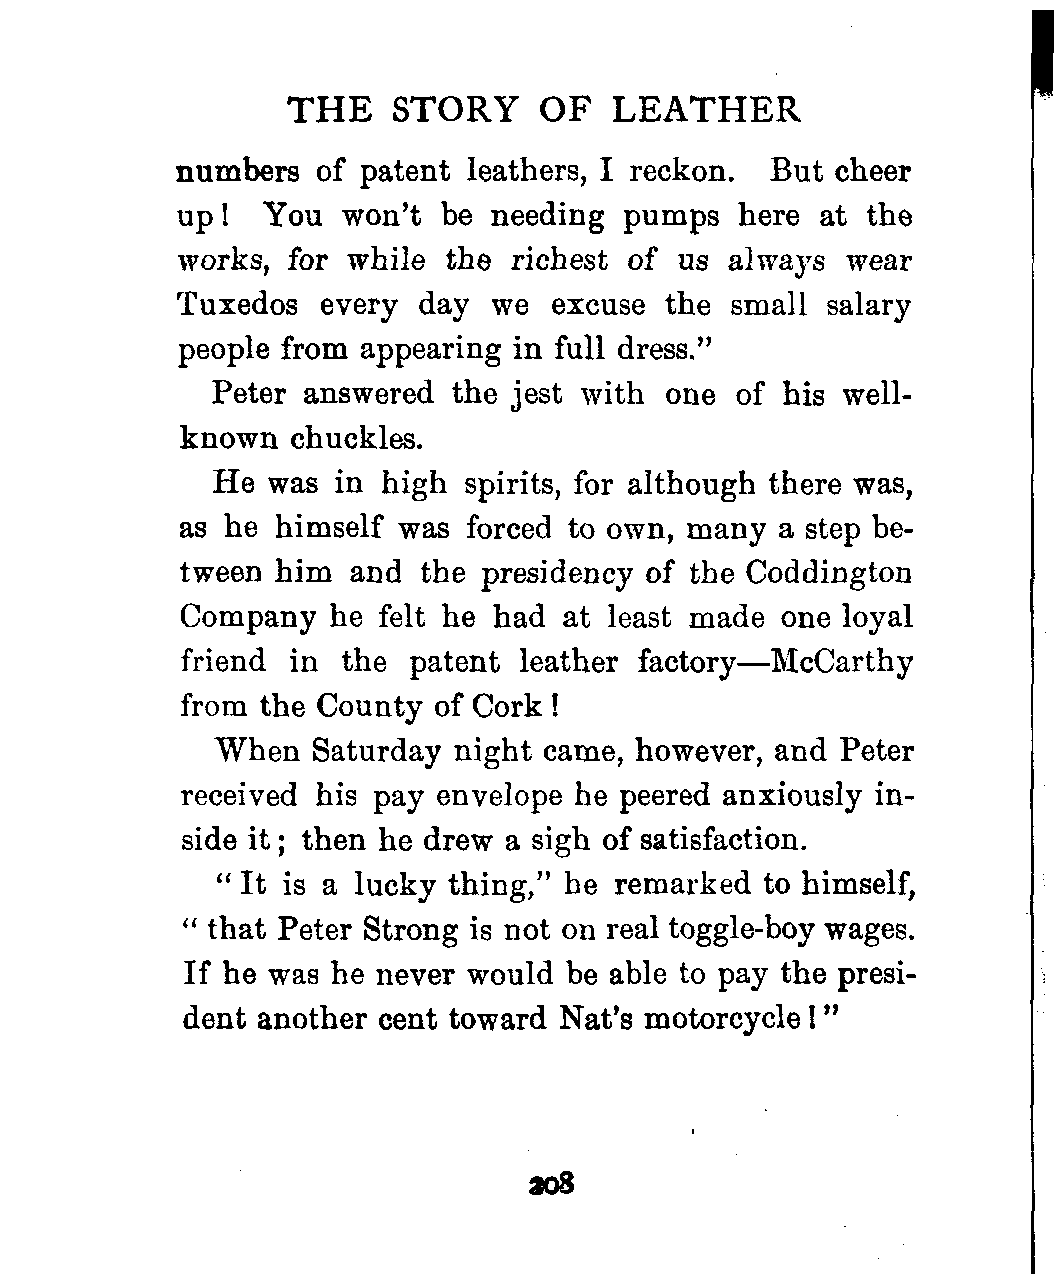 THE STORY OF LEATHER
numbers of patent leathers, I reckon. But cheer
up! You won't be needing pumps here at the
works, for while the richest of us always wear
Tuxedos every day we excuse the small salary
people from appearing in full dress."
Peter answered the jest with one of his well-
known chuckles.
He was in high spirits, for although there was,
as he himself was forced to own, many a step be-
tween him and the presidency of the Coddington
Company he felt he had at least made one loyal
friend in the patent leather factory—McCarthy
from the County of Cork!
When Saturday night came, however, and Peter
received his pay envelope he peered anxiously in-
side it; then he drew a sigh of satisfaction.
"It is a lucky thing," he remarked to himself,
"that Peter Strong is not on real toggle-boy wages.
If he was he never would be able to pay the presi-
dent another cent toward Nat's motorcycle!"
208